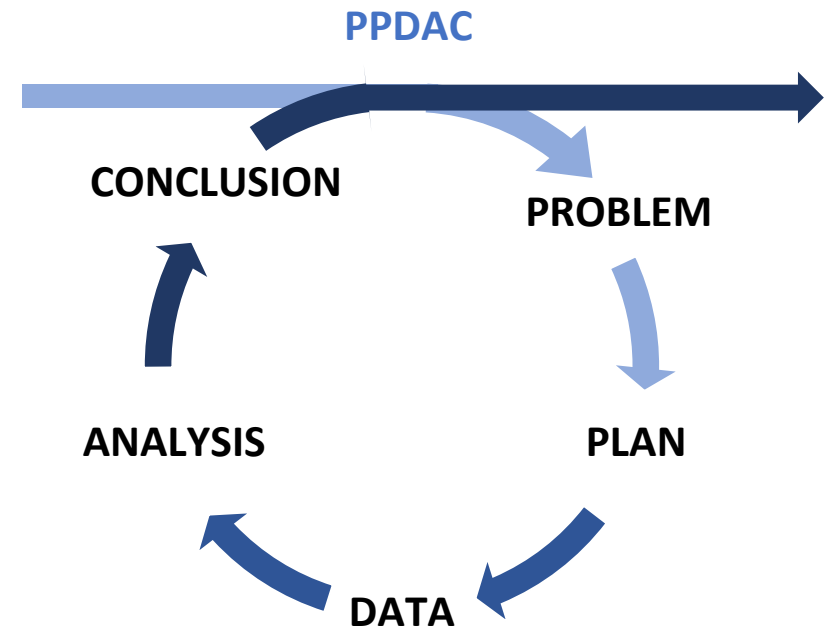 PPDAC
CONCLUSION
PROBLEM
ANALYSIS
PLAN
DATA